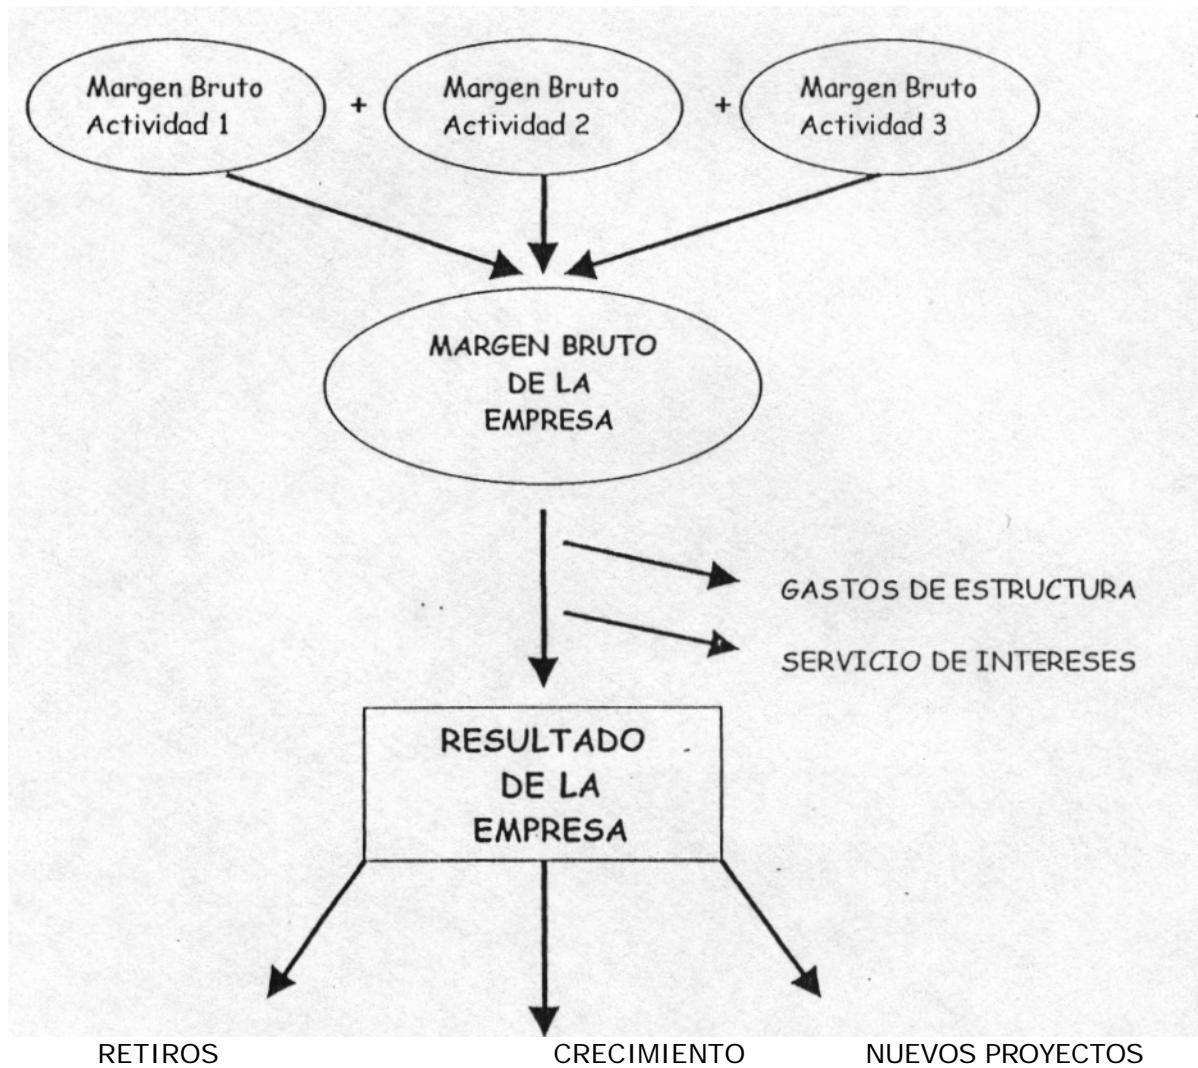 Margen Bruto
Actividad 1
+
Margen Bruto
Actividad 2
+
Margen Bruto
Actividad 3
MARGEN BRUTO
DE LA
EMPRESA
GASTOS DE ESTRUCTURA
SERVICIO DE INTERESES
RESULTADO
DE LA
EMPRESA
RETIROS
CRECIMIENTO
NUEVOS PROYECTOS